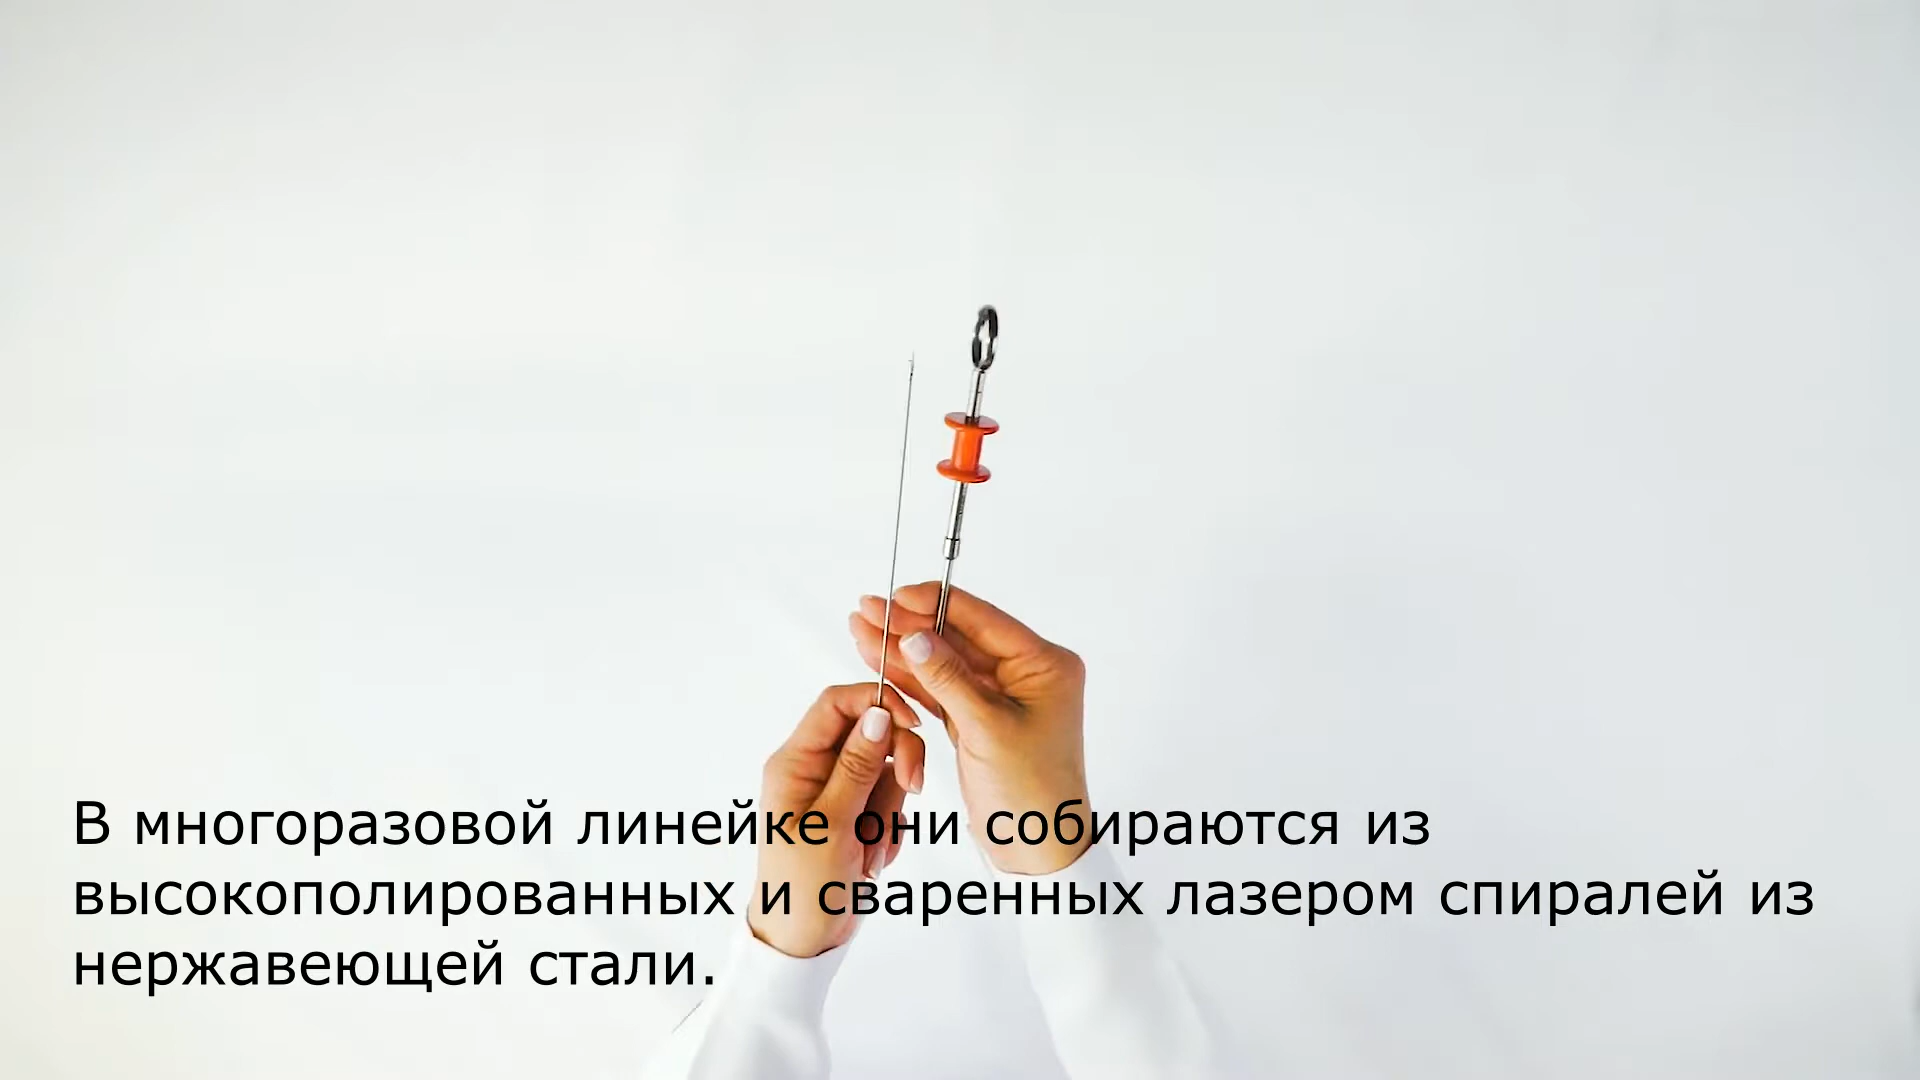 В многоразовой линейке они собираются из
высокополированных и сваренных лазером спиралей из
нержавеющей стали.